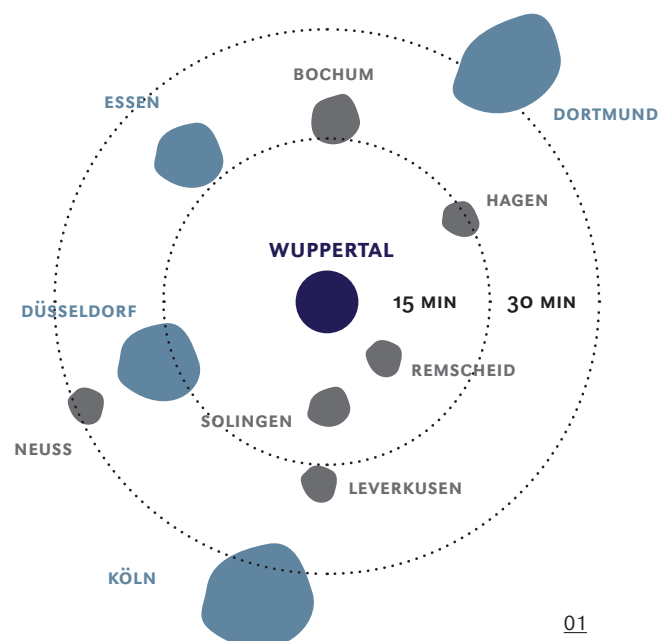 BOCHUM
ESSEN
DORTMUND
HAGEN
WUPPERTAL
15 MIN
30 MIN
DÜSSELDORF
REMSCHEID
SOLINGEN
NEUSS
LEVERKUSEN
KÖLN
01